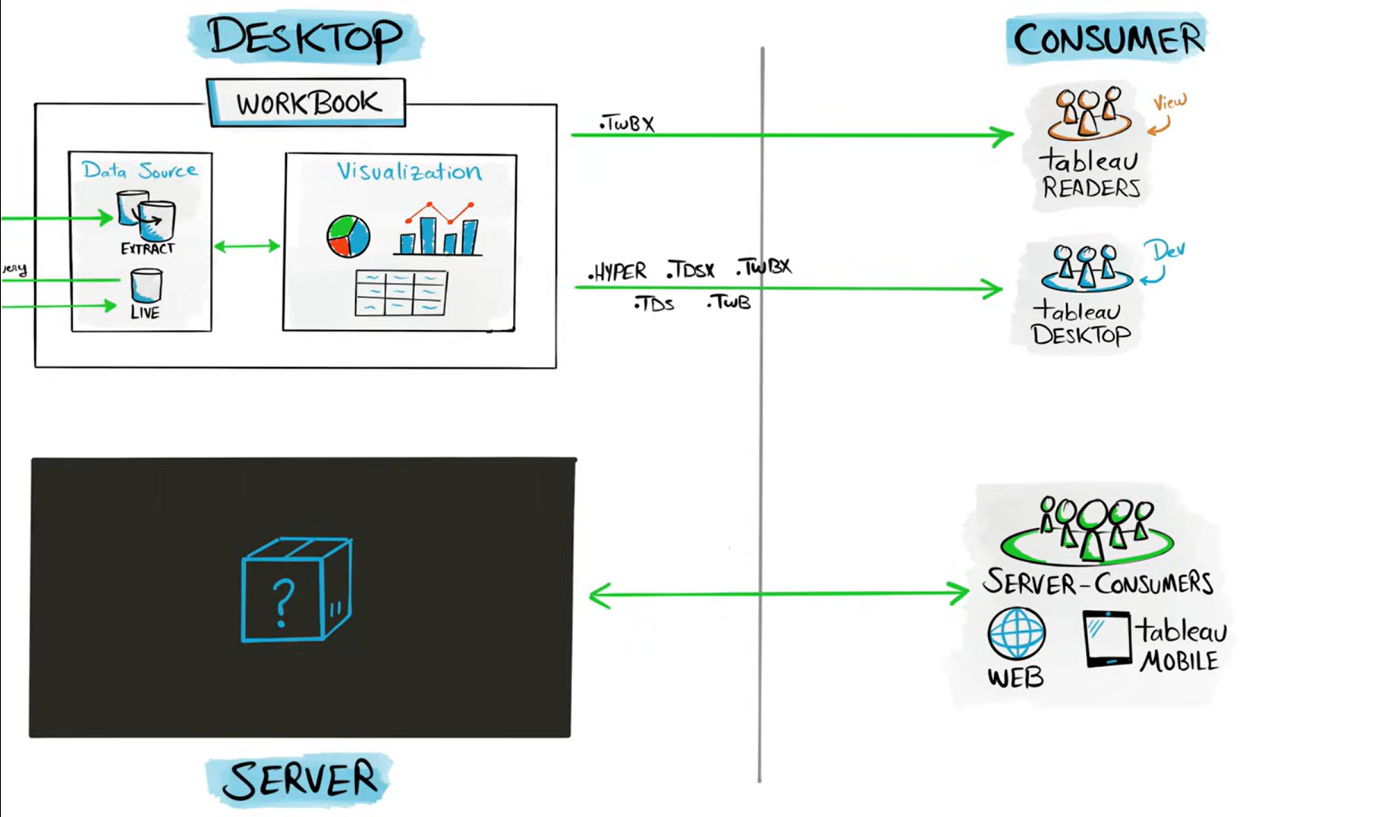 DESKTOP
WORKBOOK
Data Source
EXTRACT
LIVE
Visualization
.TWBX
.HYPER .TDSX .TWBX
.TDS .TWB
CONSUMER
View
tableau
READERS
Dev
tableau
DESKTOP
?
SERVER
SERVER-CONSUMERS
WEB
tableau
MOBILE